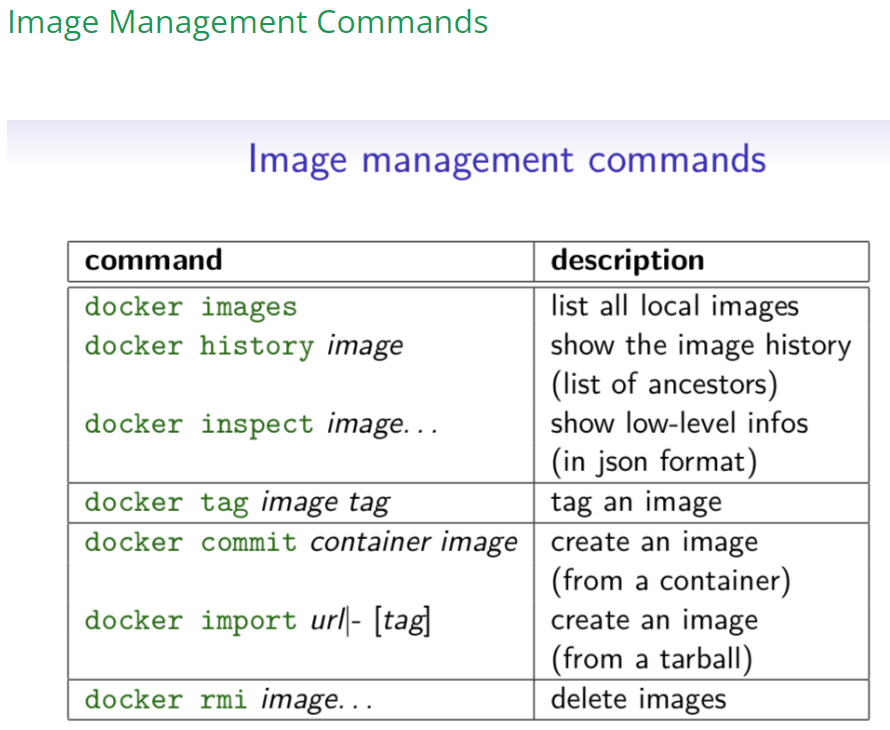 Image Management Commands
Image management commands
command description
docker images list all local images
docker history image show the image history
(list of ancestors)
docker inspect image... show low-level infos
(in json format)
docker tag image tag tag an image
docker commit container image create an image
(from a container)
docker import url|- [tag] create an image
(from a tarball)
docker rmi image... delete images